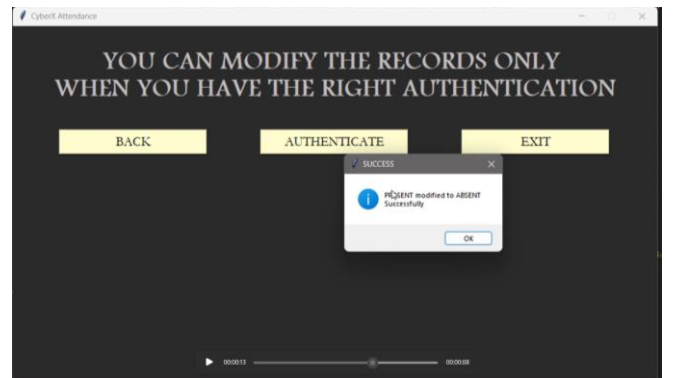 CyberX Attendance
YOU CAN MODIFY THE RECORDS ONLY
WHEN YOU HAVE THE RIGHT AUTHENTICATION
BACK AUTHENTICATE EXIT
SUCCESS
PRESENT modified to ABSENT
Successfully
OK
00:00:13 00:00:08